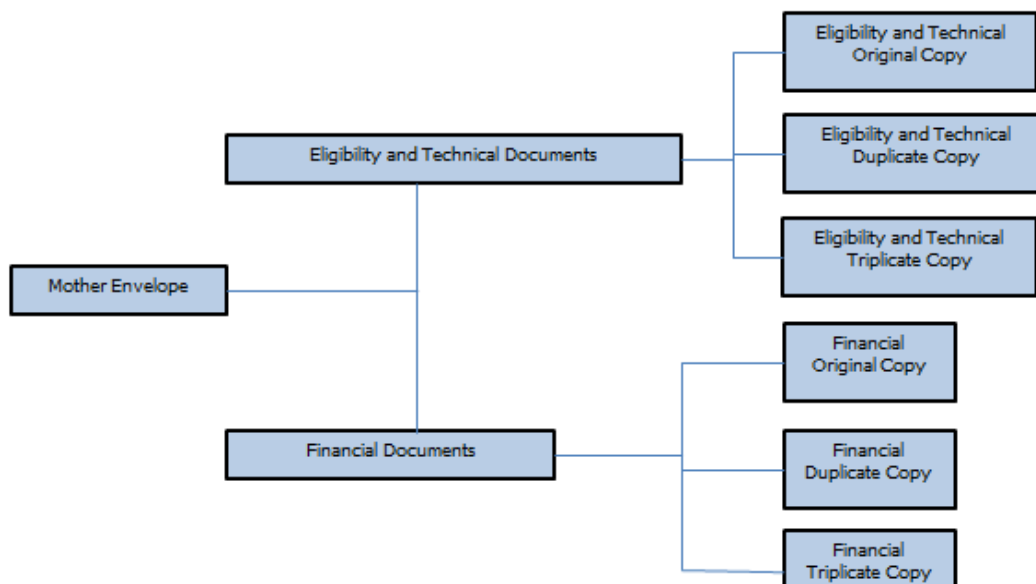 Eligibility and Technical
Original Copy
Eligibility and Technical Documents
Eligibility and Technical
Duplicate Copy
Eligibility and Technical
Triplicate Copy
Mother Envelope
Financial
Original Copy
Financial Documents
Financial
Duplicate Copy
Financial
Triplicate Copy